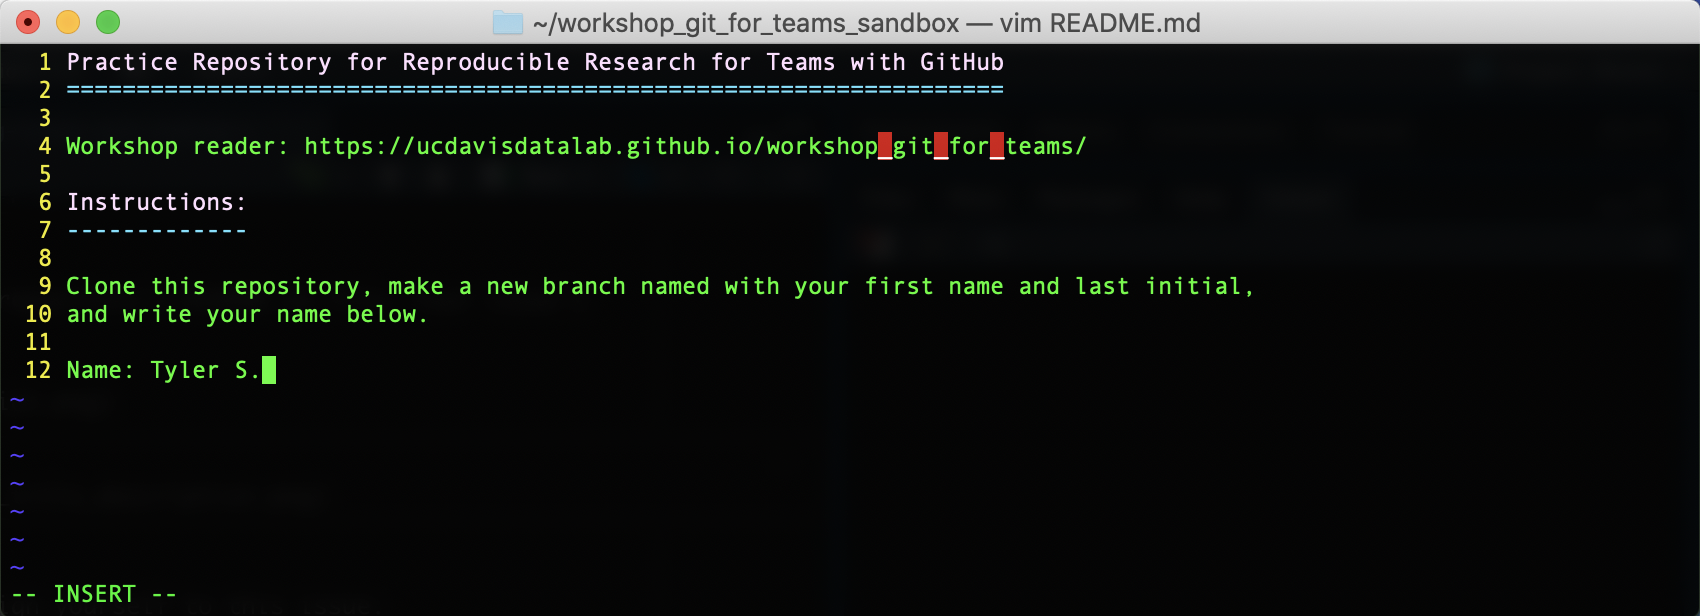 ~/workshop_git_for_teams_sandbox — vim README.md
1 Practice Repository for Reproducible Research for Teams with GitHub
2 ===================================================================
3
4 Workshop reader: https://ucdavisdatalab.github.io/workshop_git_for_teams/
5
6 Instructions:
7 -------------
8
9 Clone this repository, make a new branch named with your first name and last initial,
10 and write your name below.
11
12 Name: Tyler S.
~
~
~
~
~
~
~
-- INSERT --